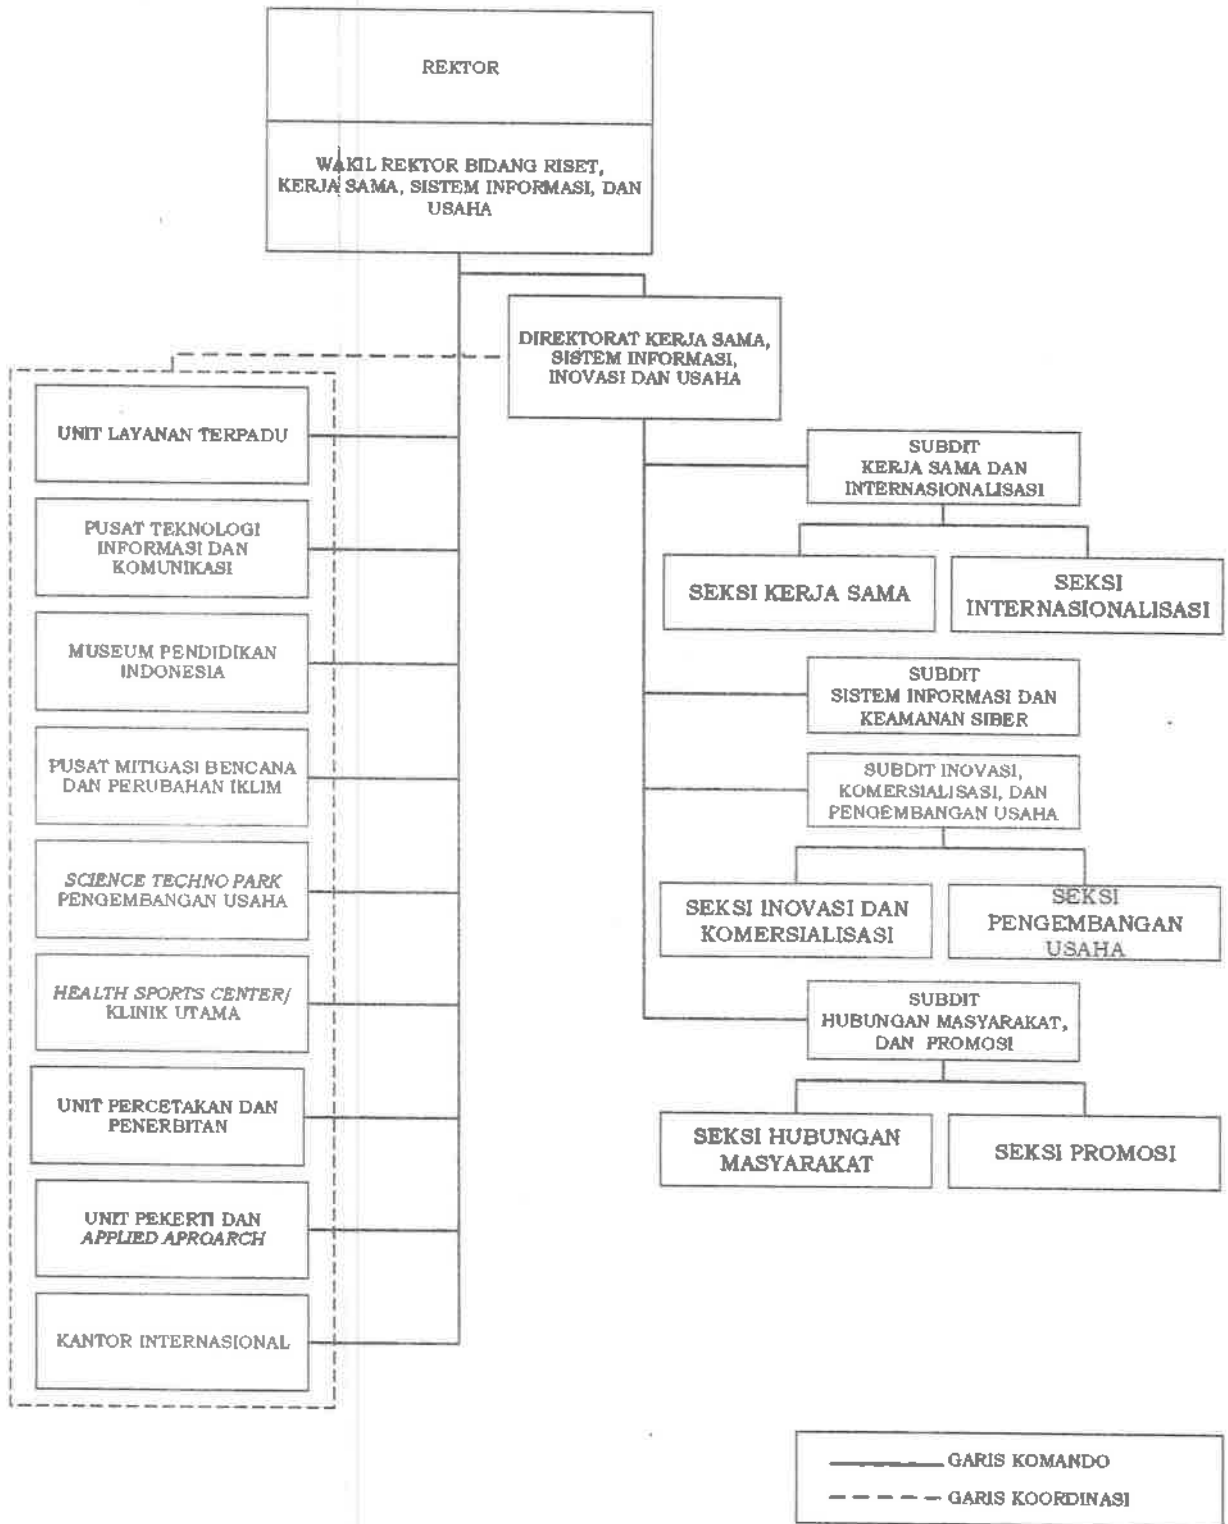 REKTOR
WAKIL REKTOR BIDANG RISET,
KERJA SAMA, SISTEM INFORMASI, DAN
USAHA
DIREKTORAT KERJA SAMA,
SISTEM INFORMASI,
INOVASI DAN USAHA
UNIT LAYANAN TERPADU
PUSAT TEKNOLOGI
INFORMASI DAN
KOMUNIKASI
MUSEUM PENDIDIKAN
INDONESIA
PUSAT MITIGASI BENCANA
DAN PERUBAHAN IKLIM
SCIENCE TECHNO PARK
PENGEMBANGAN USAHA
HEALTH SPORTS CENTER/
KLINIK UTAMA
UNIT PERCETAKAN DAN
PENERBITAN
UNIT PEKERTI DAN
APPLIED APROARCH
KANTOR INTERNASIONAL
SUBDIT
KERJA SAMA DAN
INTERNASIONALISASI
SEKSI KERJA SAMA
SEKSI
INTERNASIONALISASI
SUBDIT
SISTEM INFORMASI DAN
KEAMANAN SIBER
SUBDIT INOVASI,
KOMERSIALISASI, DAN
PENGEMBANGAN USAHA
SEKSI INOVASI DAN
KOMERSIALISASI
SEKSI
PENGEMBANGAN
USAHA
SUBDIT
HUBUNGAN MASYARAKAT,
DAN PROMOSI
SEKSI HUBUNGAN
MASYARAKAT
SEKSI PROMOSI
GARIS KOMANDO
GARIS KOORDINASI